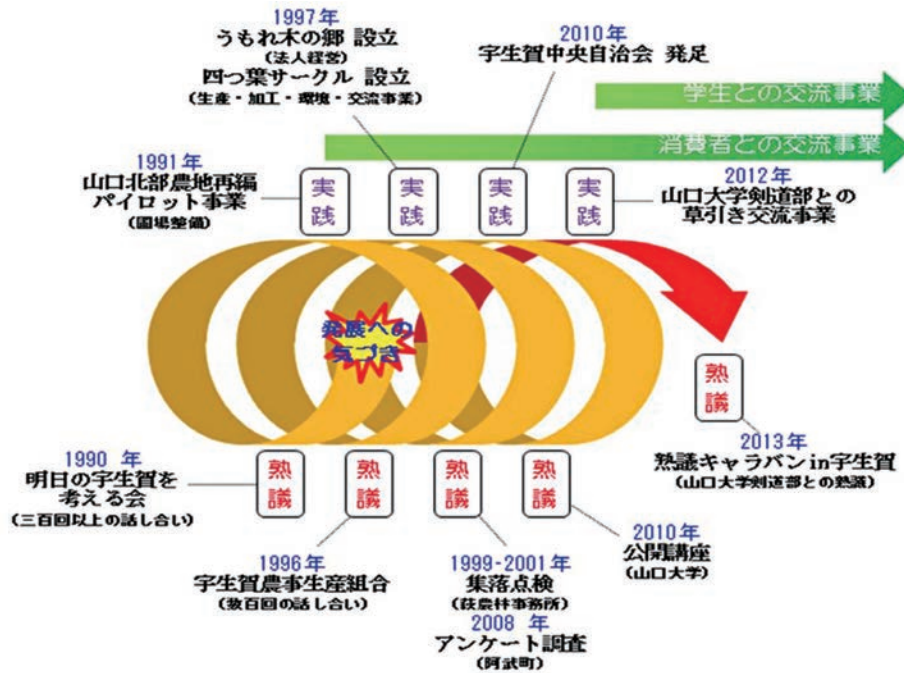 1997年
うもれ木の郷 設立
(法人経営)
四つ葉サークル 設立
(生産・加工・環境・交流事業)
2010年
宇生賀中央自治会 発足
学生との交流事業
消費者との交流事業
1991年
山口北部農地再編
パイロット事業
(圃場整備)
実践
実践
実践
実践
2012年
山口大学剣道部との
草引き交流事業
発展への
気づき
熟議
2013年
熟議キャラバンin宇生賀
(山口大学剣道部との熟議)
1990 年
明日の宇生賀を
考える会
(三百回以上の話し合い)
熟議
熟議
熟議
熟議
1996年
宇生賀農事生産組合
(数百回の話し合い)
1999-2001年
集落点検
(萩農林事務所)
2008 年
アンケート調査
(阿武町)
2010年
公開講座
(山口大学)